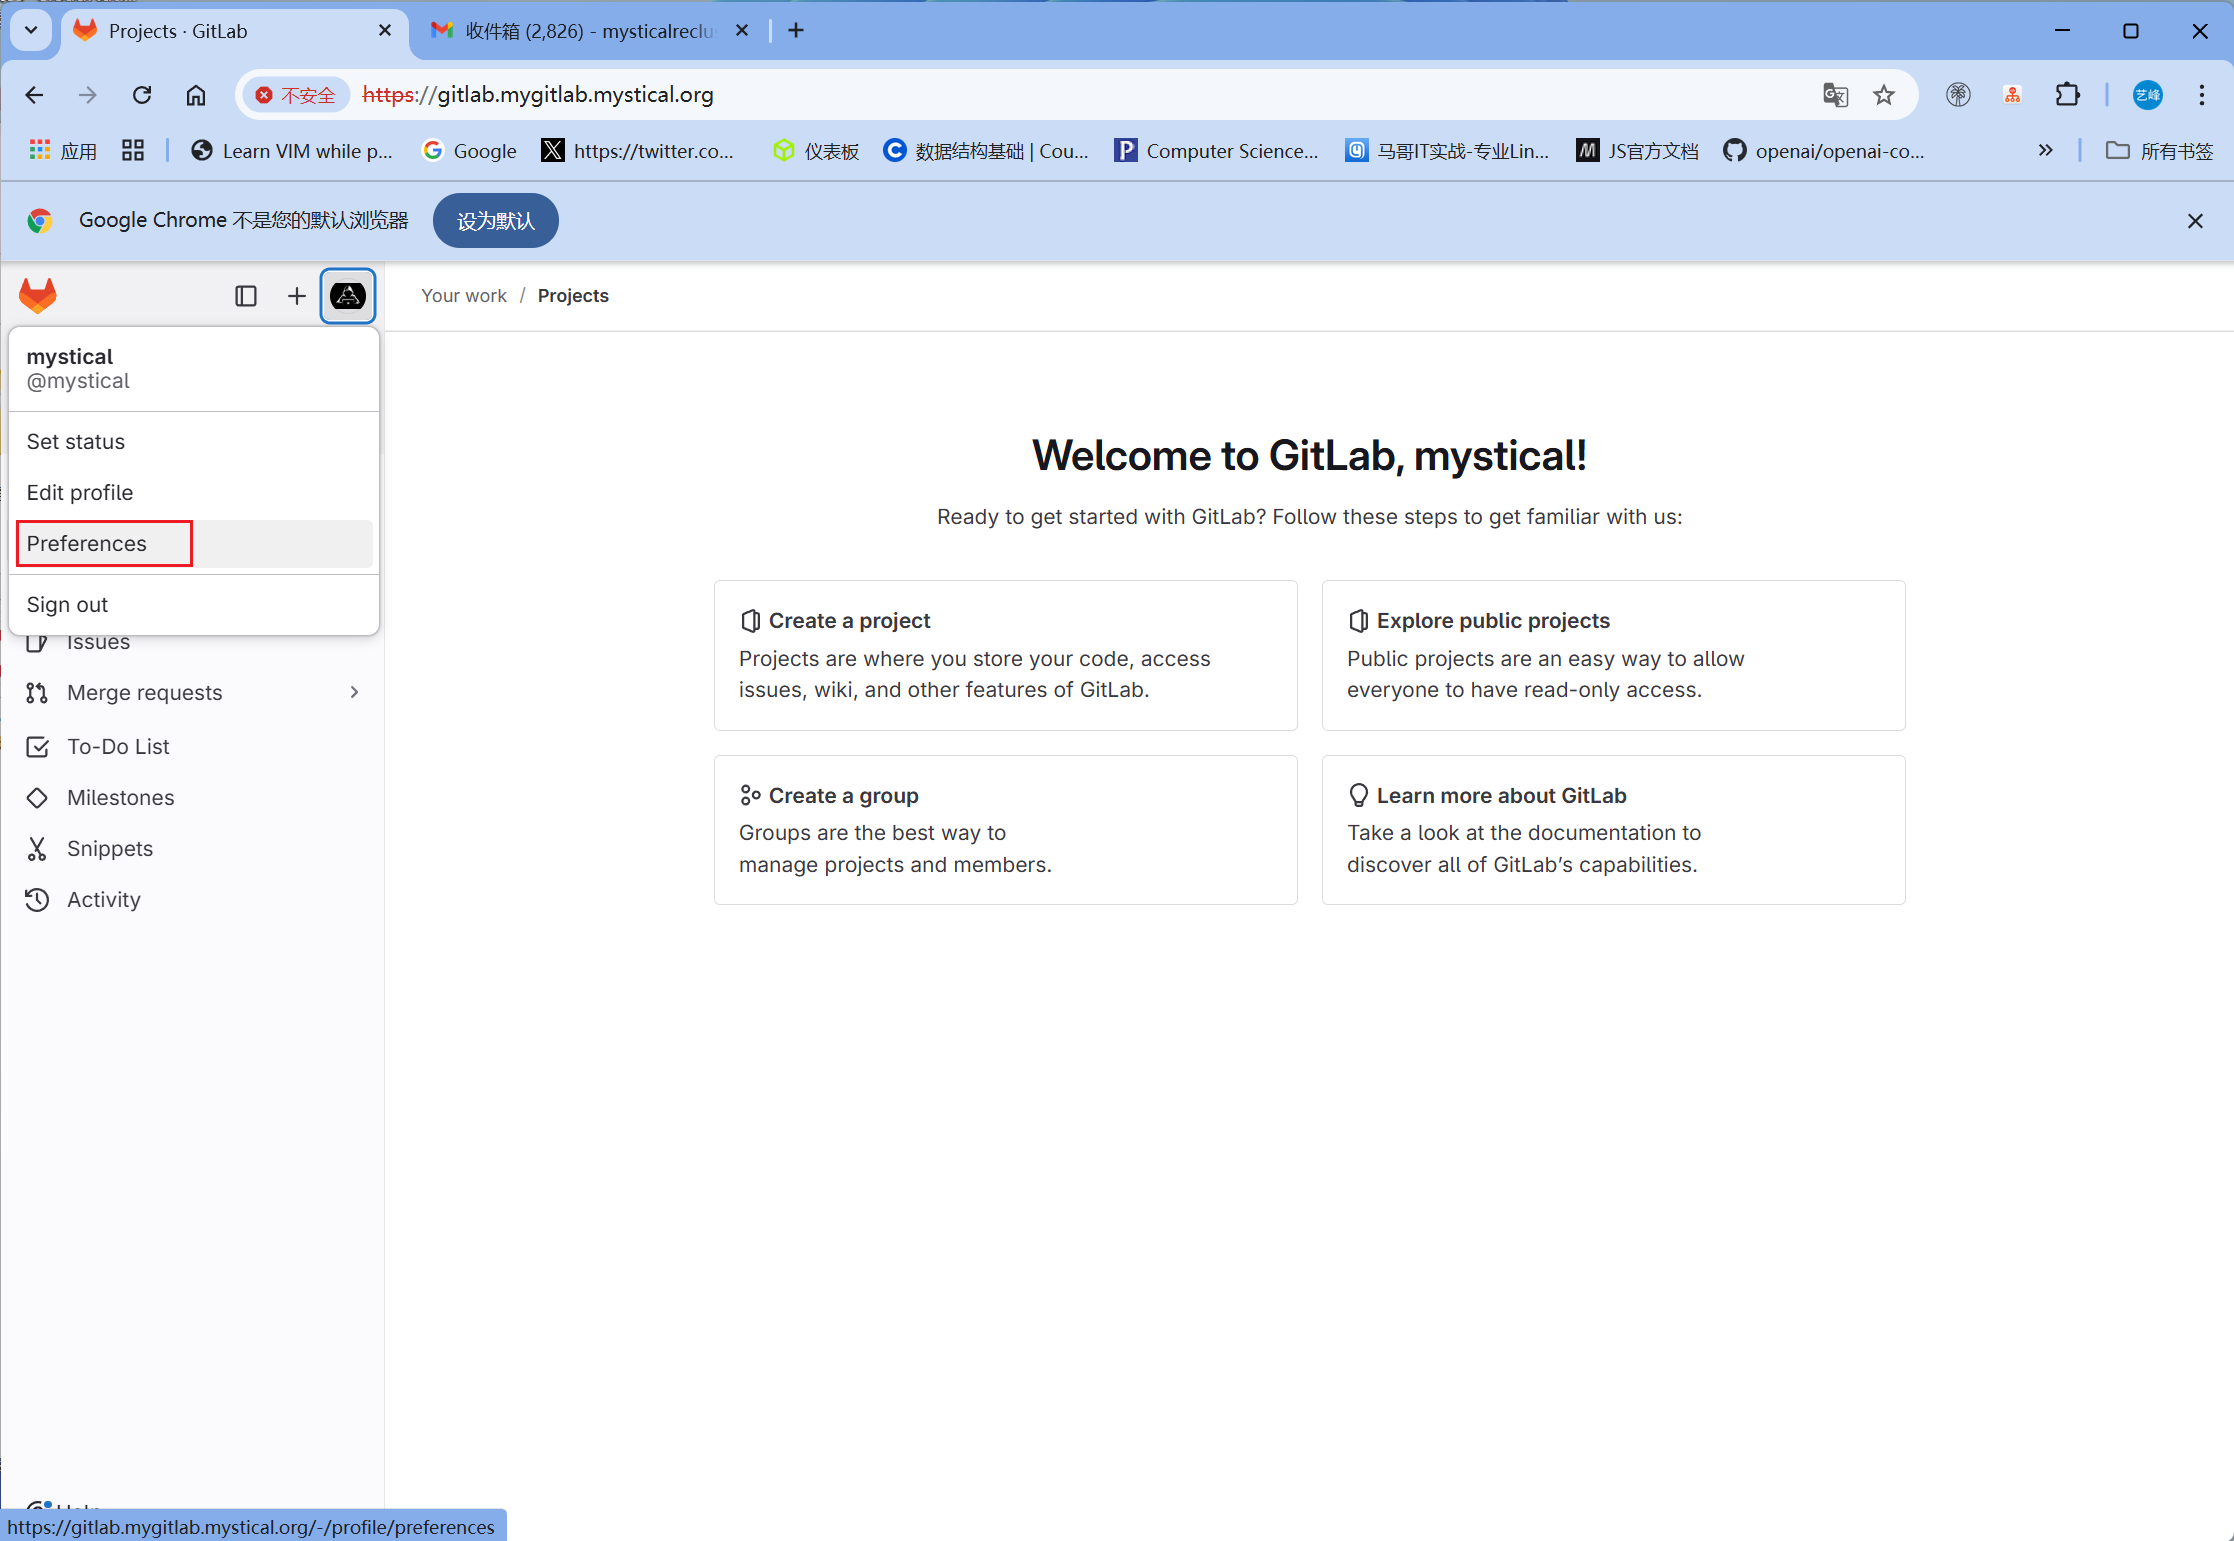 Projects · GitLab
收件箱 (2,826) - mysticalreclu
不安全
https://gitlab.mygitlab.mystical.org
艺峰
应用
Learn VIM while p...
Google
https://twitter.co...
仪表板
数据结构基础 | Cou...
Computer Science...
马哥IT实战-专业Lin...
JS官方文档
openai/openai-co...
所有书签
Google Chrome 不是您的默认浏览器
设为默认
Your work / Projects
mystical
@mystical
Set status
Edit profile
Preferences
Sign out
Issues
Merge requests
To-Do List
Milestones
Snippets
Activity
Welcome to GitLab, mystical!
Ready to get started with GitLab? Follow these steps to get familiar with us:
Create a project
Projects are where you store your code, access
issues, wiki, and other features of GitLab.
Explore public projects
Public projects are an easy way to allow
everyone to have read-only access.
Create a group
Groups are the best way to
manage projects and members.
Learn more about GitLab
Take a look at the documentation to
discover all of GitLab's capabilities.
https://gitlab.mygitlab.mystical.org/-/profile/preferences